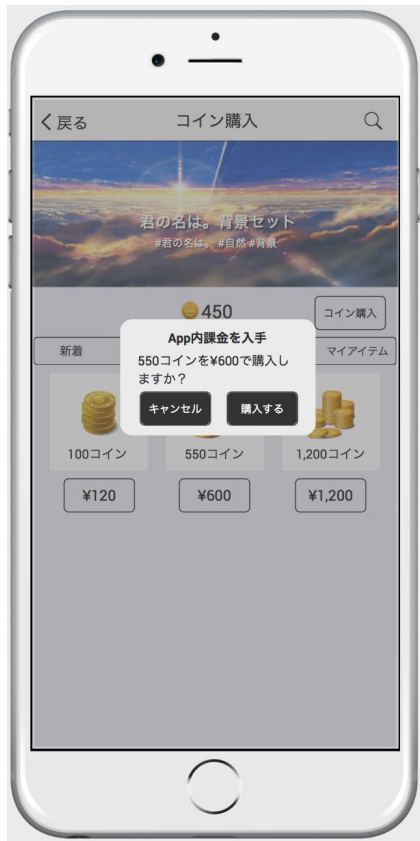 戻る
コイン購入
君の名は。背景セット
#君の名は。 #自然 #背景
450
コイン購入
新着
マイアイテム
App内課金を入手
550コインを¥600で購入し
ますか？
キャンセル
購入する
100コイン
550コイン
1,200コイン
¥120
¥600
¥1,200